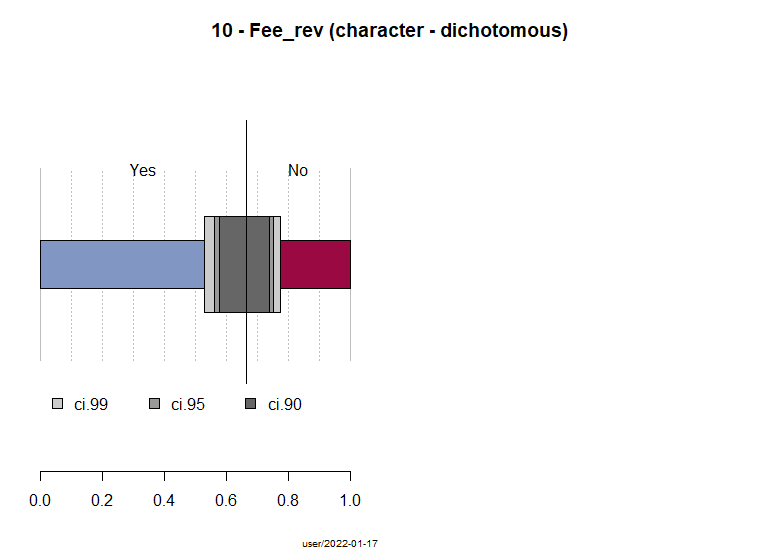 10 - Fee_rev (character - dichotomous)
Yes No
ci.99 ci.95 ci.90
0.0 0.2 0.4 0.6 0.8 1.0
user/2022-01-17